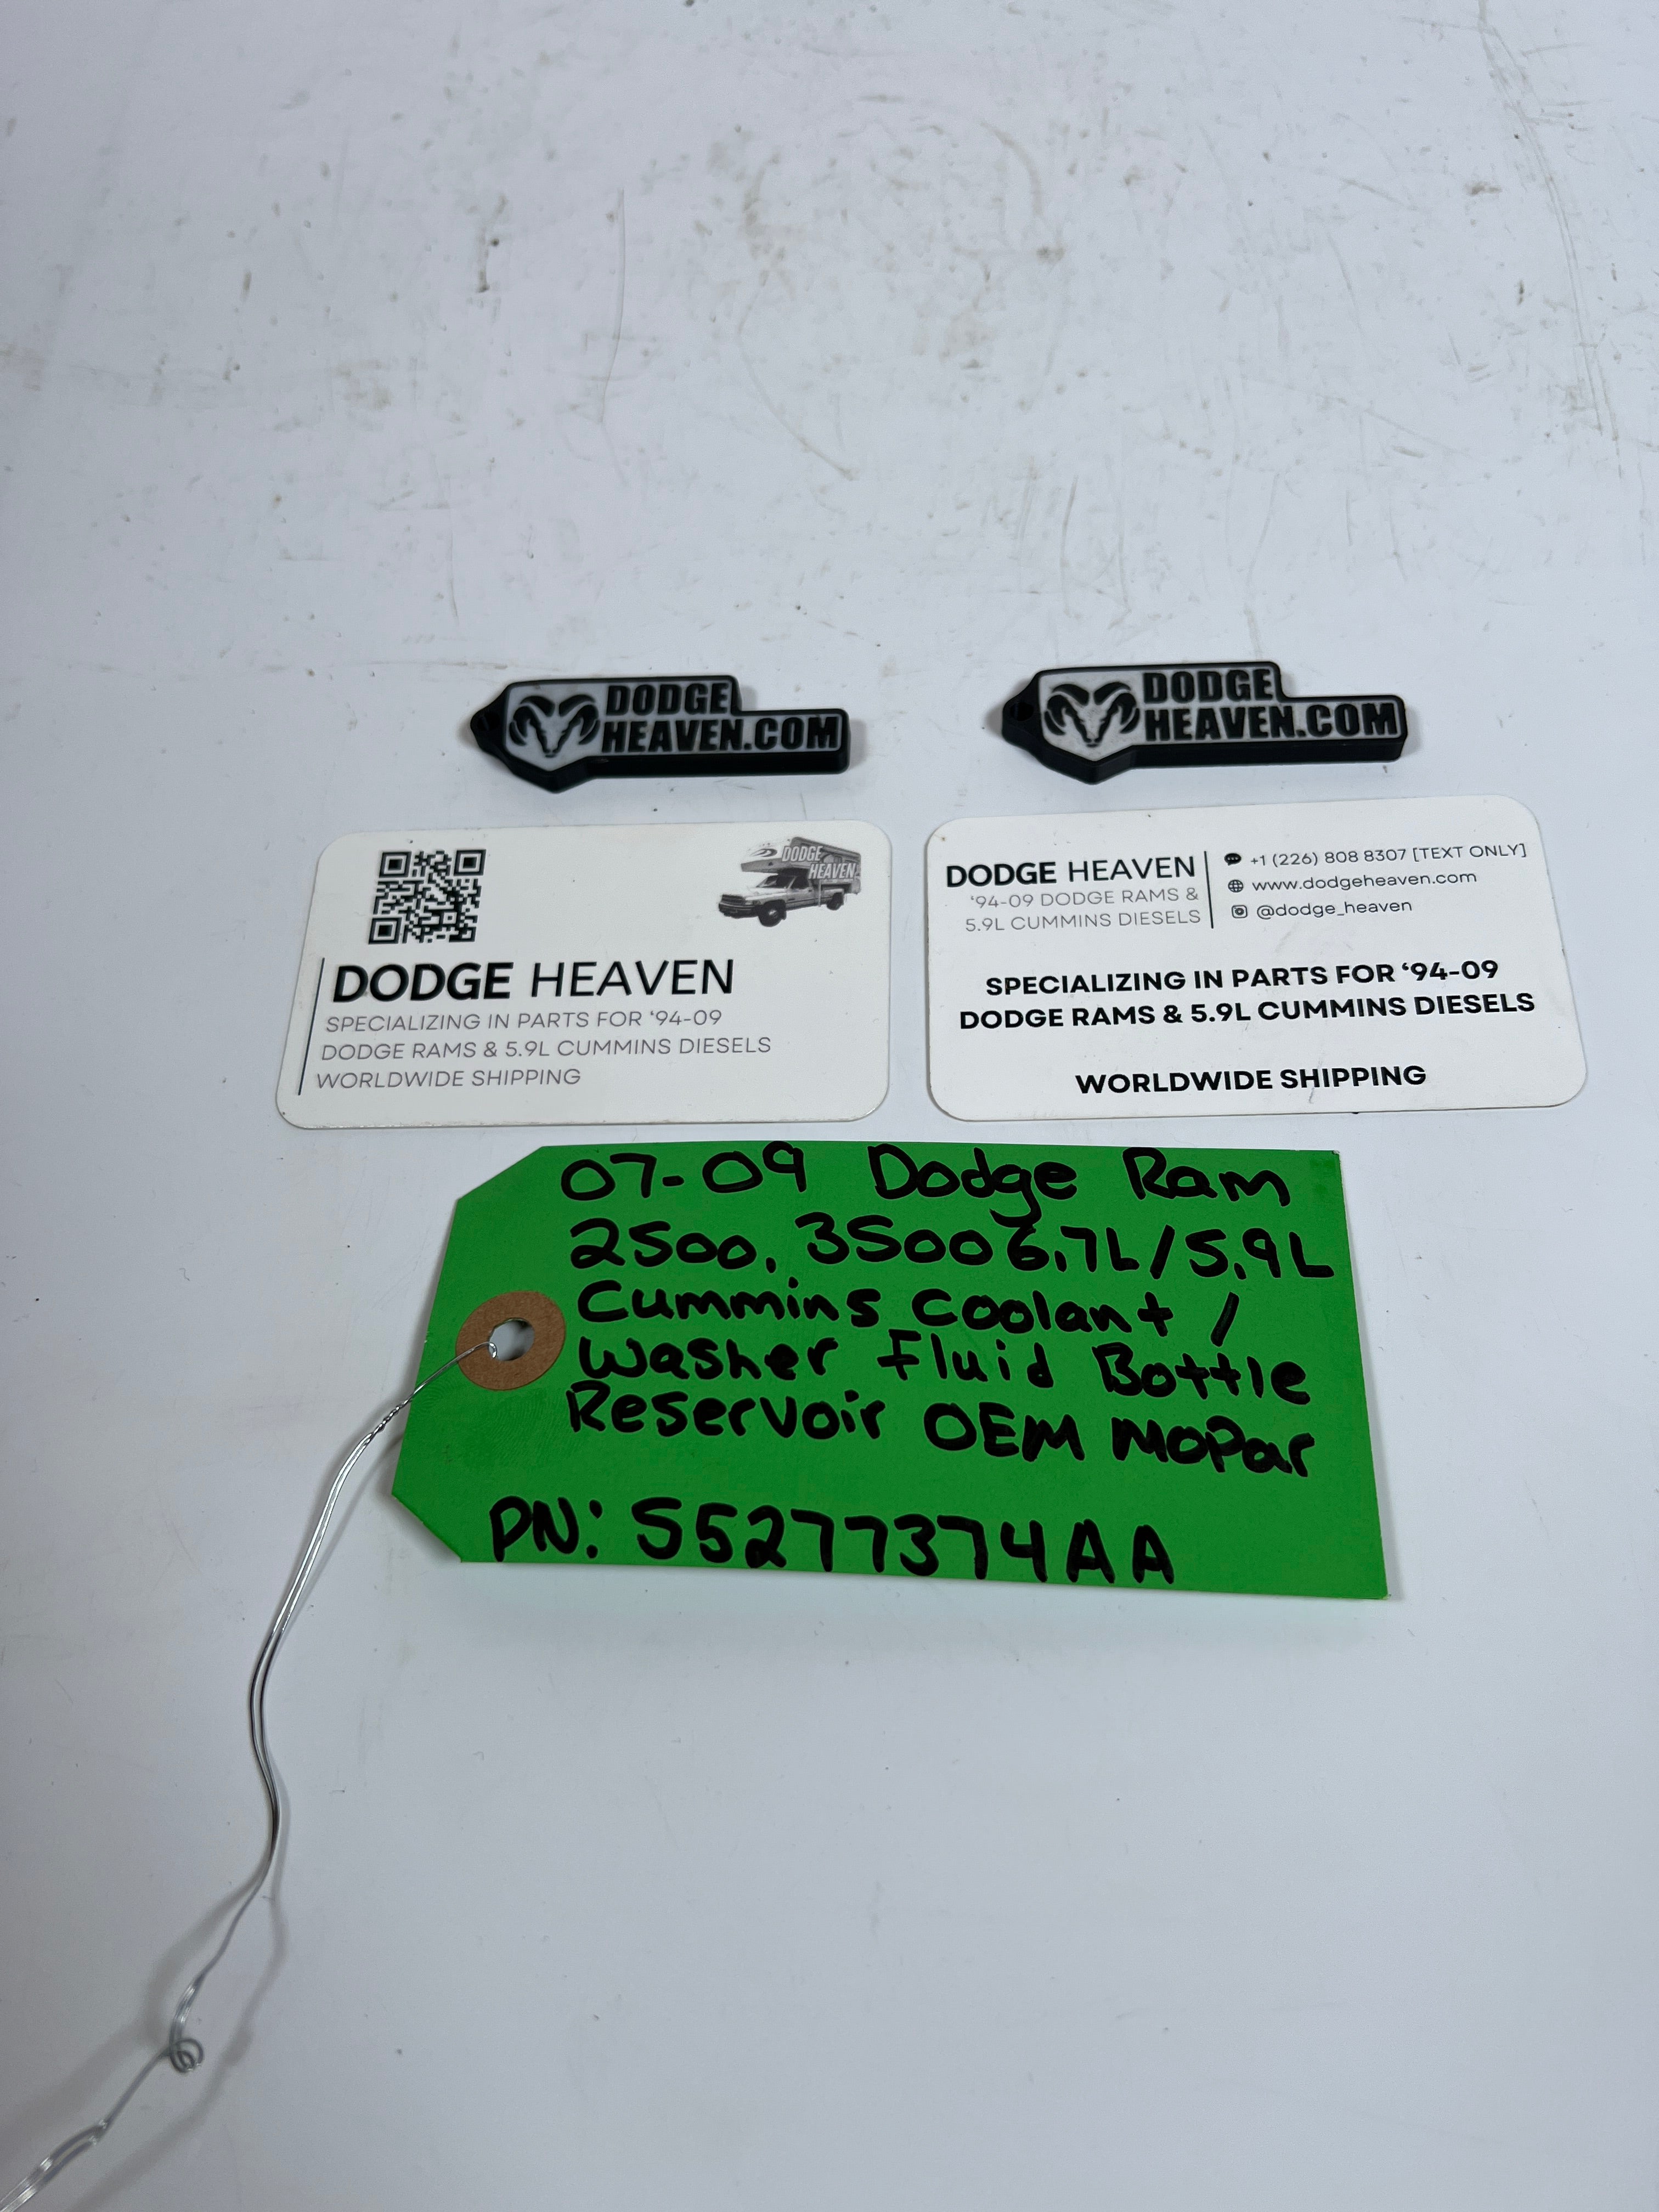 DODGE
HEAVEN.COM
DODGE
HEAVEN.COM
DODGE
HEAVEN
DODGE HEAVEN
SPECIALIZING IN PARTS FOR ‘94-09
DODGE RAMS & 5.9L CUMMINS DIESELS
WORLDWIDE SHIPPING
DODGE HEAVEN
‘94-09 DODGE RAMS &
5.9L CUMMINS DIESELS
+1 (226) 808 8307 [TEXT ONLY]
www.dodgeheaven.com
@dodge_heaven
SPECIALIZING IN PARTS FOR ‘94-09
DODGE RAMS & 5.9L CUMMINS DIESELS
WORLDWIDE SHIPPING
07-09 Dodge Ram
2500, 3500 6.7L/5.9L
Cummins Coolant /
Washer Fluid Bottle
Reservoir OEM Mopar
PN: 55277374AA